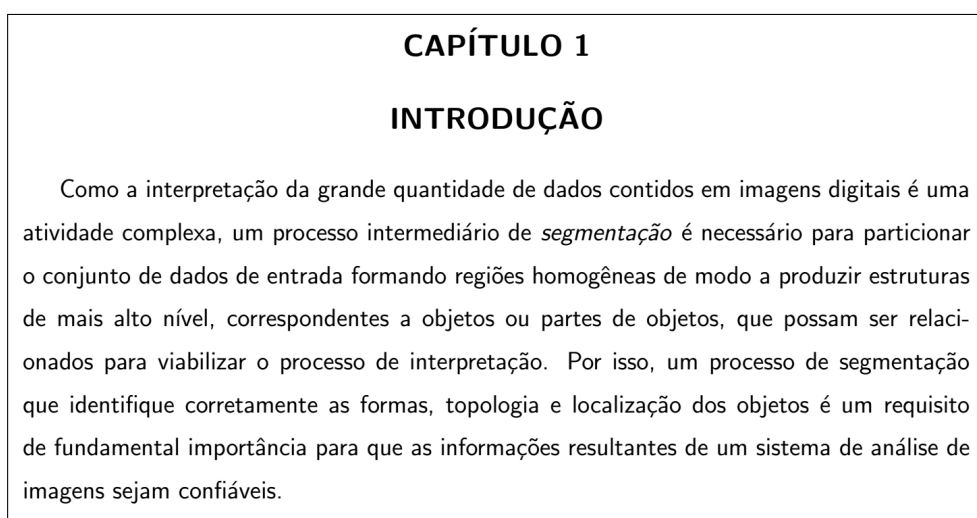 CAPÍTULO 1
INTRODUÇÃO
Como a interpretação da grande quantidade de dados contidos em imagens digitais é uma
atividade complexa, um processo intermediário de segmentação é necessário para particionar
o conjunto de dados de entrada formando regiões homogêneas de modo a produzir estruturas
de mais alto nível, correspondentes a objetos ou partes de objetos, que possam ser relaci-
onados para viabilizar o processo de interpretação. Por isso, um processo de segmentação
que identifique corretamente as formas, topologia e localização dos objetos é um requisito
de fundamental importância para que as informações resultantes de um sistema de análise de
imagens sejam confiáveis.